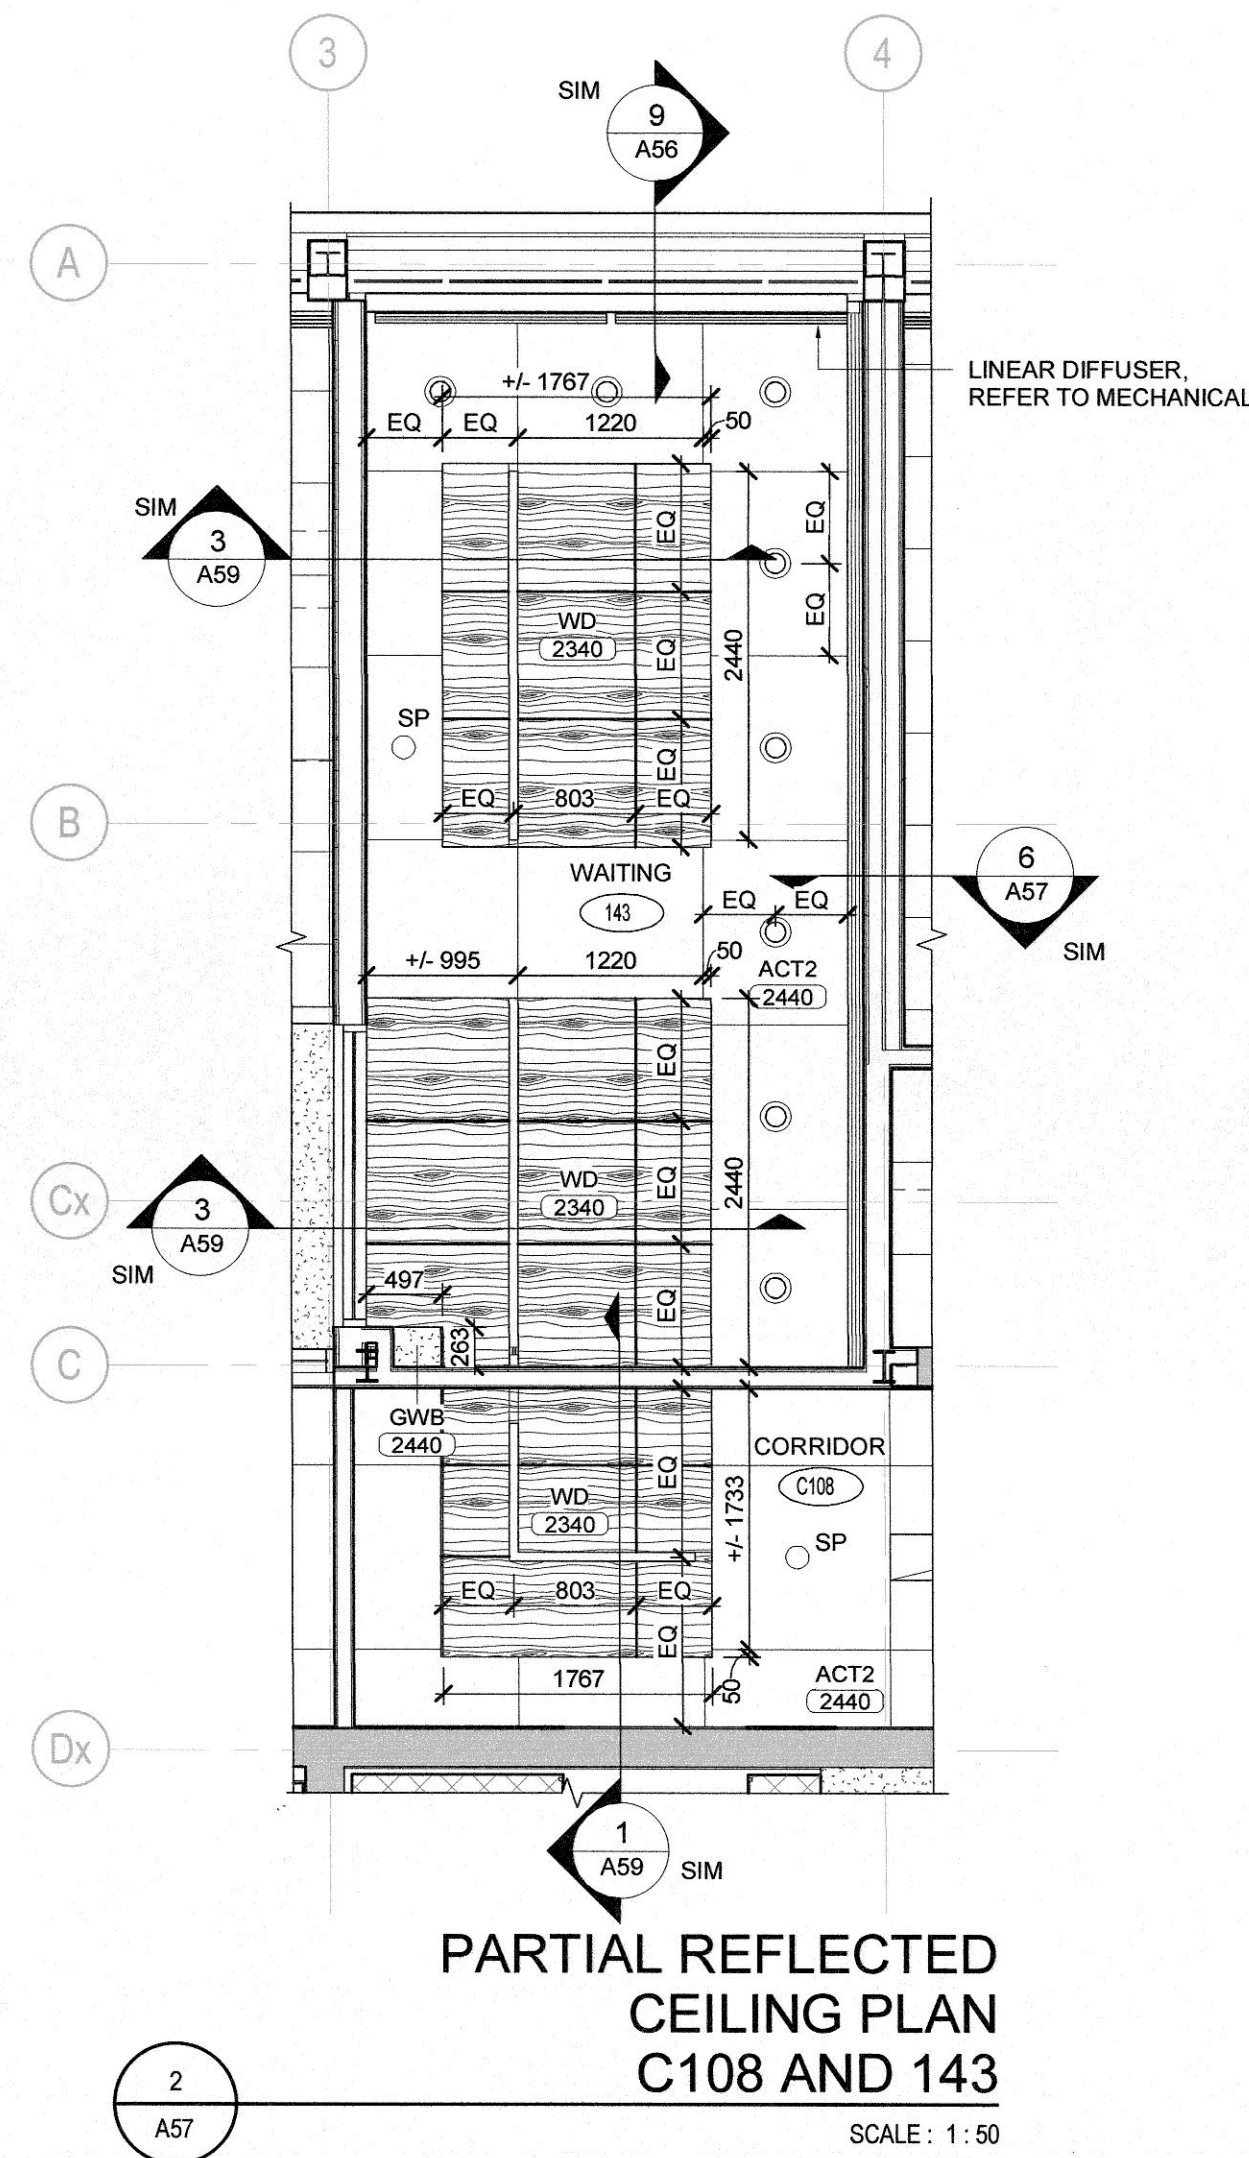 3
4
SIM
9
A56
A
LINEAR DIFFUSER,
REFER TO MECHANICAL
+/- 1767
EQ
EQ
1220
50
SIM
3
A59
EQ
EQ
EQ
WD
2340
EQ
2440
SP
EQ
EQ
803
EQ
B
WAITING
143
6
A57
SIM
EQ
EQ
+/- 995
1220
50
ACT2
2440
EQ
WD
2340
EQ
2440
Cx
3
A59
SIM
497
263
EQ
C
GWB
2440
CORRIDOR
C108
EQ
WD
2340
+/- 1733
SP
EQ
803
EQ
EQ
1767
50
ACT2
2440
Dx
1
A59
SIM
PARTIAL REFLECTED
CEILING PLAN
C108 AND 143
2
A57
SCALE : 1 : 50